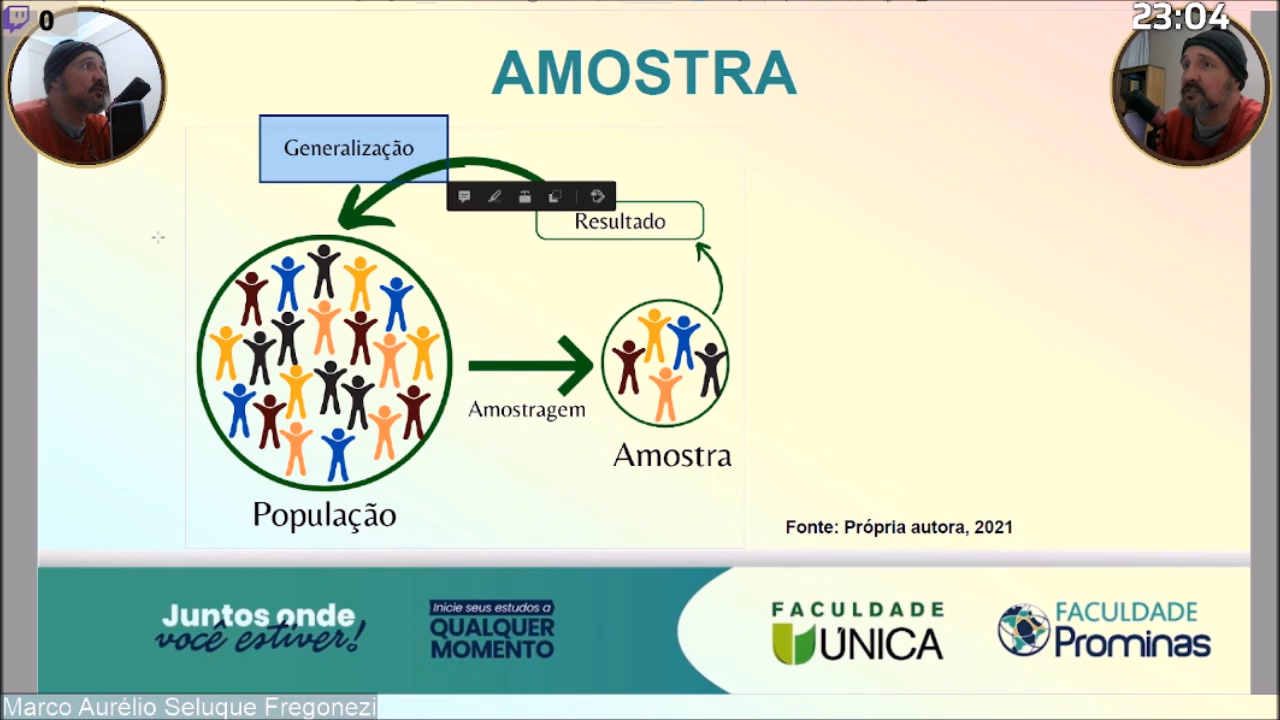 0
23:04
AMOSTRA
Generalização
Resultado
Amostragem
Amostra
População
Fonte: Própria autora, 2021
Juntos onde
você estiver!
Inicie seus estudos a
QUALQUER
MOMENTO
FACULDADE
ÚNICA
FACULDADE
Prominas
Marco Aurélio Seluque Fregonezi